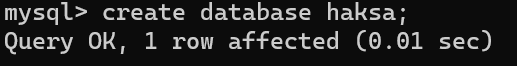 mysql> create database haksa;
Query OK, 1 row affected (0.01 sec)